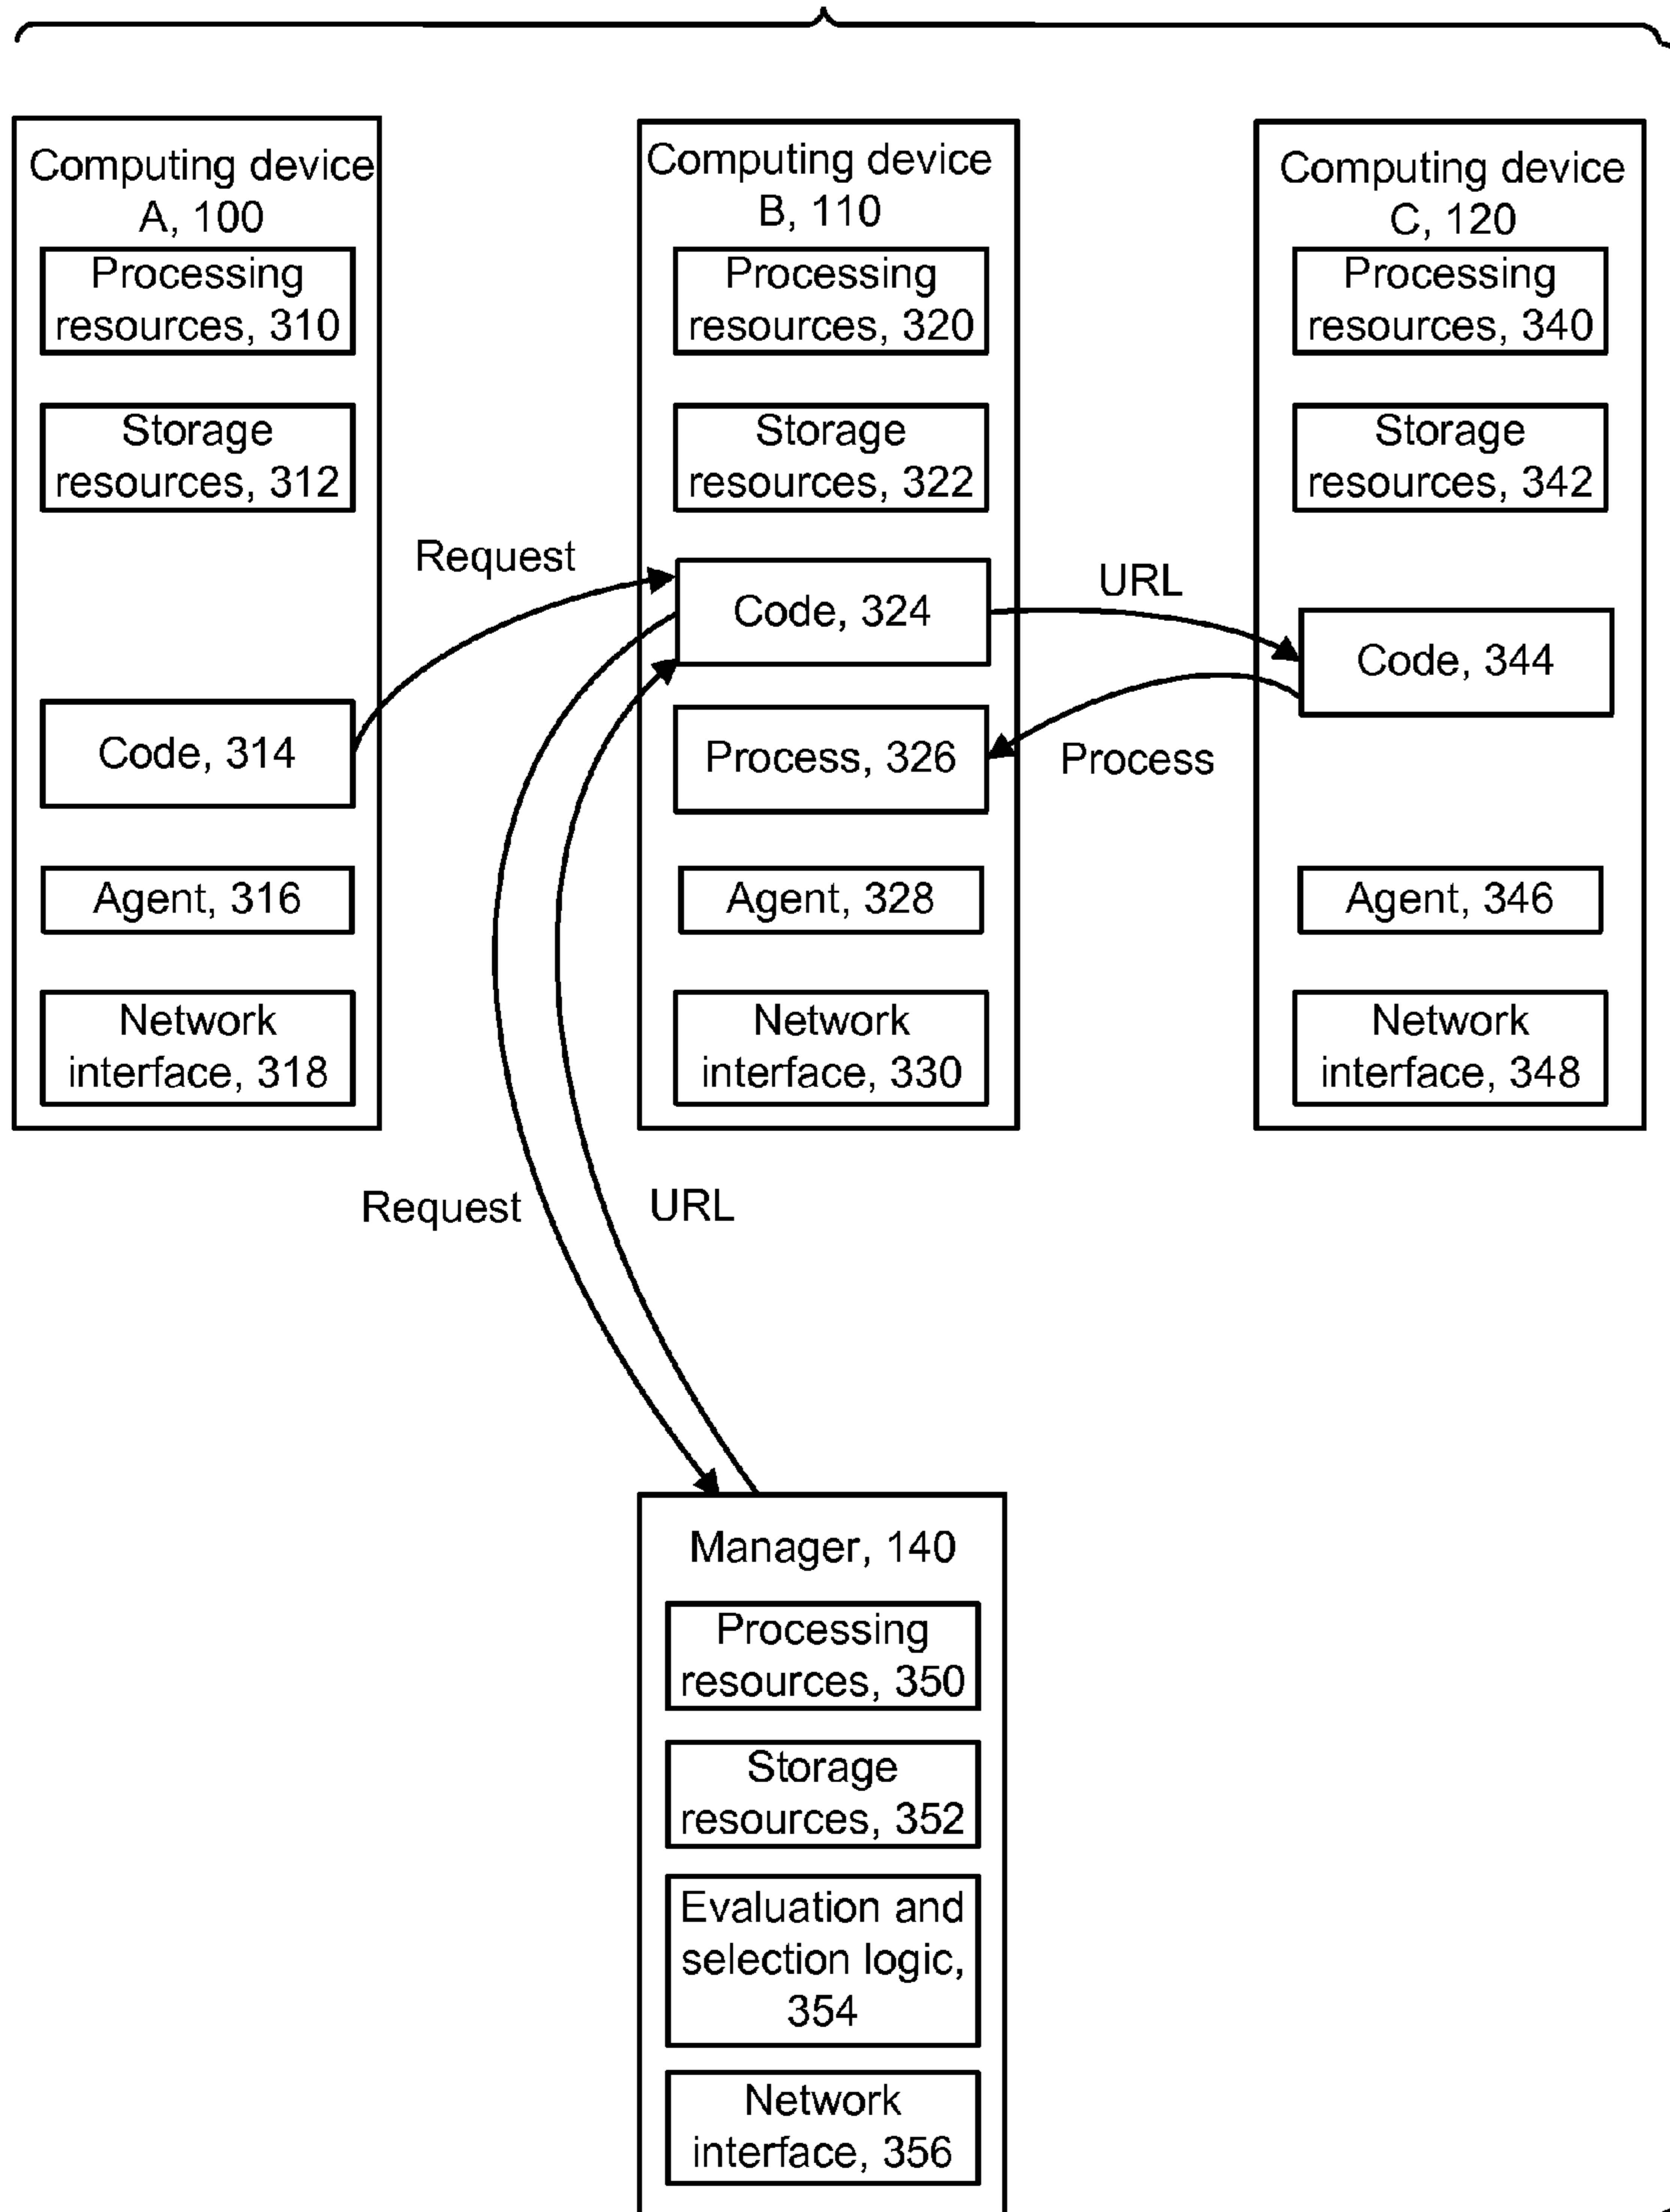 Computing device
A, 100
Processing
resources, 310
Storage
resources, 312
Code, 314
Agent, 316
Network
interface, 318
Request
Computing device
B, 110
Processing
resources, 320
Storage
resources, 322
Code, 324
Process, 326
Agent, 328
Network
interface, 330
URL
Process
Computing device
C, 120
Processing
resources, 340
Storage
resources, 342
Code, 344
Agent, 346
Network
interface, 348
Request
URL
Manager, 140
Processing
resources, 350
Storage
resources, 352
Evaluation and
selection logic,
354
Network
interface, 356